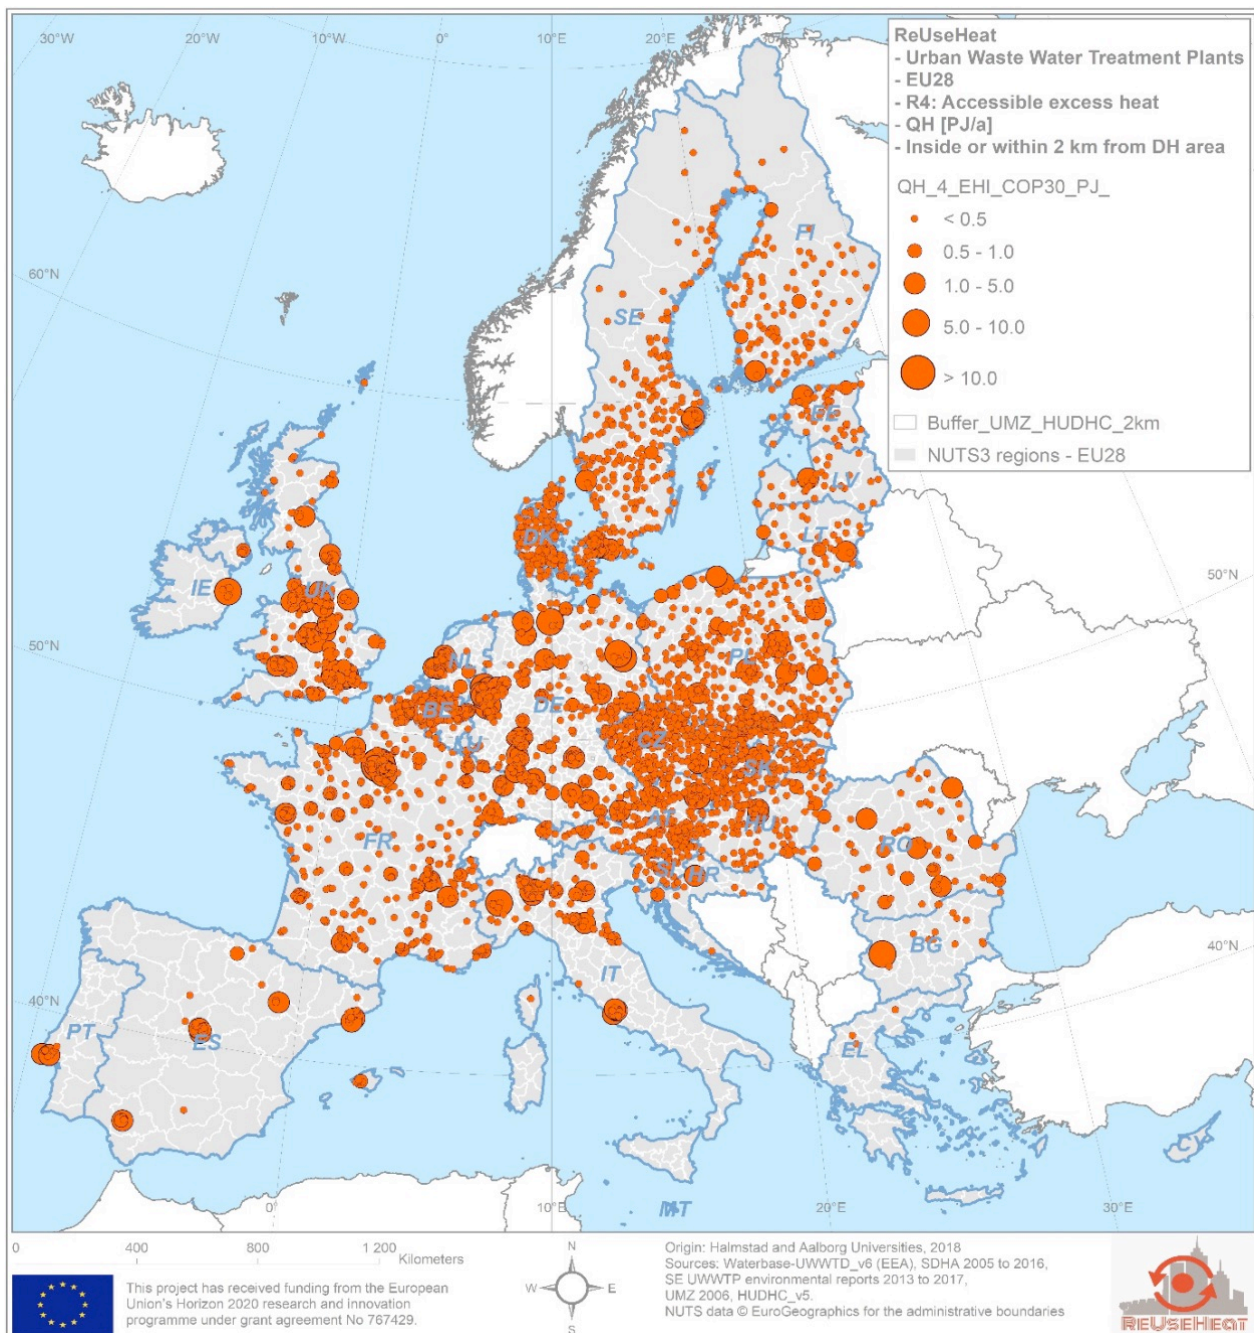 30°W
20°W
10°W
0°
10°E
20°E
30°E
ReUseHeat
- Urban Waste Water Treatment Plants
- EU28
- R4: Accessible excess heat
- QH [PJ/a]
- Inside or within 2 km from DH area
QH_4_EHI_COP30_PJ_
< 0.5
0.5 - 1.0
1.0 - 5.0
5.0 - 10.0
> 10.0
Buffer_UMZ_HUDHC_2km
NUTS3 regions - EU28
60°N
FI
SE
EE
LV
DK
LT
50°N
IE
UK
50°N
NL
PL
BE
DE
LU
CZ
SK
AT
HU
FR
RO
SI
HR
BG
40°N
IT
40°N
PT
ES
EL
CY
MT
0°
10°E
20°E
30°E
0
400
800
1 200
Kilometers
This project has received funding from the European
Union's Horizon 2020 research and innovation
programme under grant agreement No 767429.
N
W
E
S
Origin: Halmstad and Aalborg Universities, 2018
Sources: Waterbase-UWWTD_v6 (EEA), SDHA 2005 to 2016,
SE UWWTP environmental reports 2013 to 2017,
UMZ 2006, HUDHC_v5.
NUTS data © EuroGeographics for the administrative boundaries
REUSEHEAT